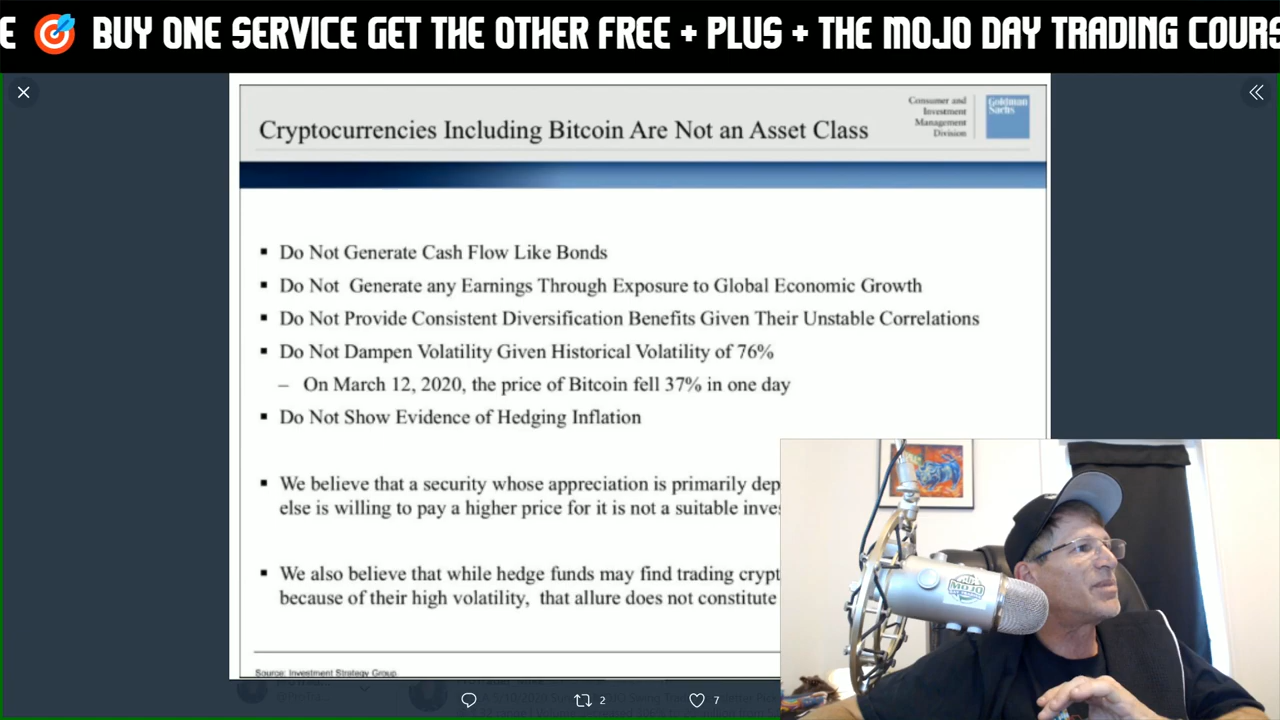 E 🎯 BUY ONE SERVICE GET THE OTHER FREE + PLUS + THE MOJO DAY TRADING COURS
Consumer and
Investment
Management
Division
Goldman
Sachs
Cryptocurrencies Including Bitcoin Are Not an Asset Class
▪ Do Not Generate Cash Flow Like Bonds
▪ Do Not Generate any Earnings Through Exposure to Global Economic Growth
▪ Do Not Provide Consistent Diversification Benefits Given Their Unstable Correlations
▪ Do Not Dampen Volatility Given Historical Volatility of 76%
– On March 12, 2020, the price of Bitcoin fell 37% in one day
▪ Do Not Show Evidence of Hedging Inflation
▪ We believe that a security whose appreciation is primarily dep
else is willing to pay a higher price for it is not a suitable inves
▪ We also believe that while hedge funds may find trading crypt
because of their high volatility, that allure does not constitute
Source: Investment Strategy Group.
2
7
MOJO